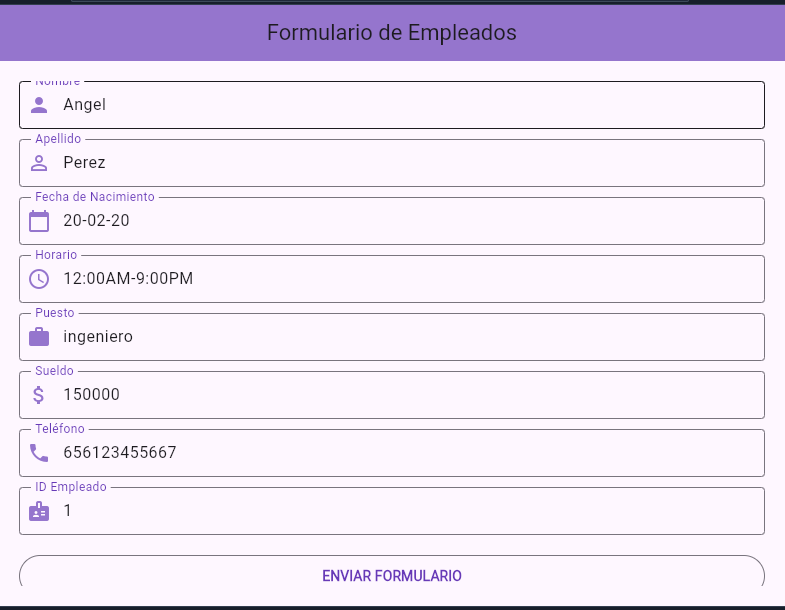 Formulario de Empleados
Nombre
Angel
Apellido
Perez
Fecha de Nacimiento
20-02-20
Horario
12:00AM-9:00PM
Puesto
ingeniero
Sueldo
150000
Teléfono
656123455667
ID Empleado
1
ENVIAR FORMULARIO